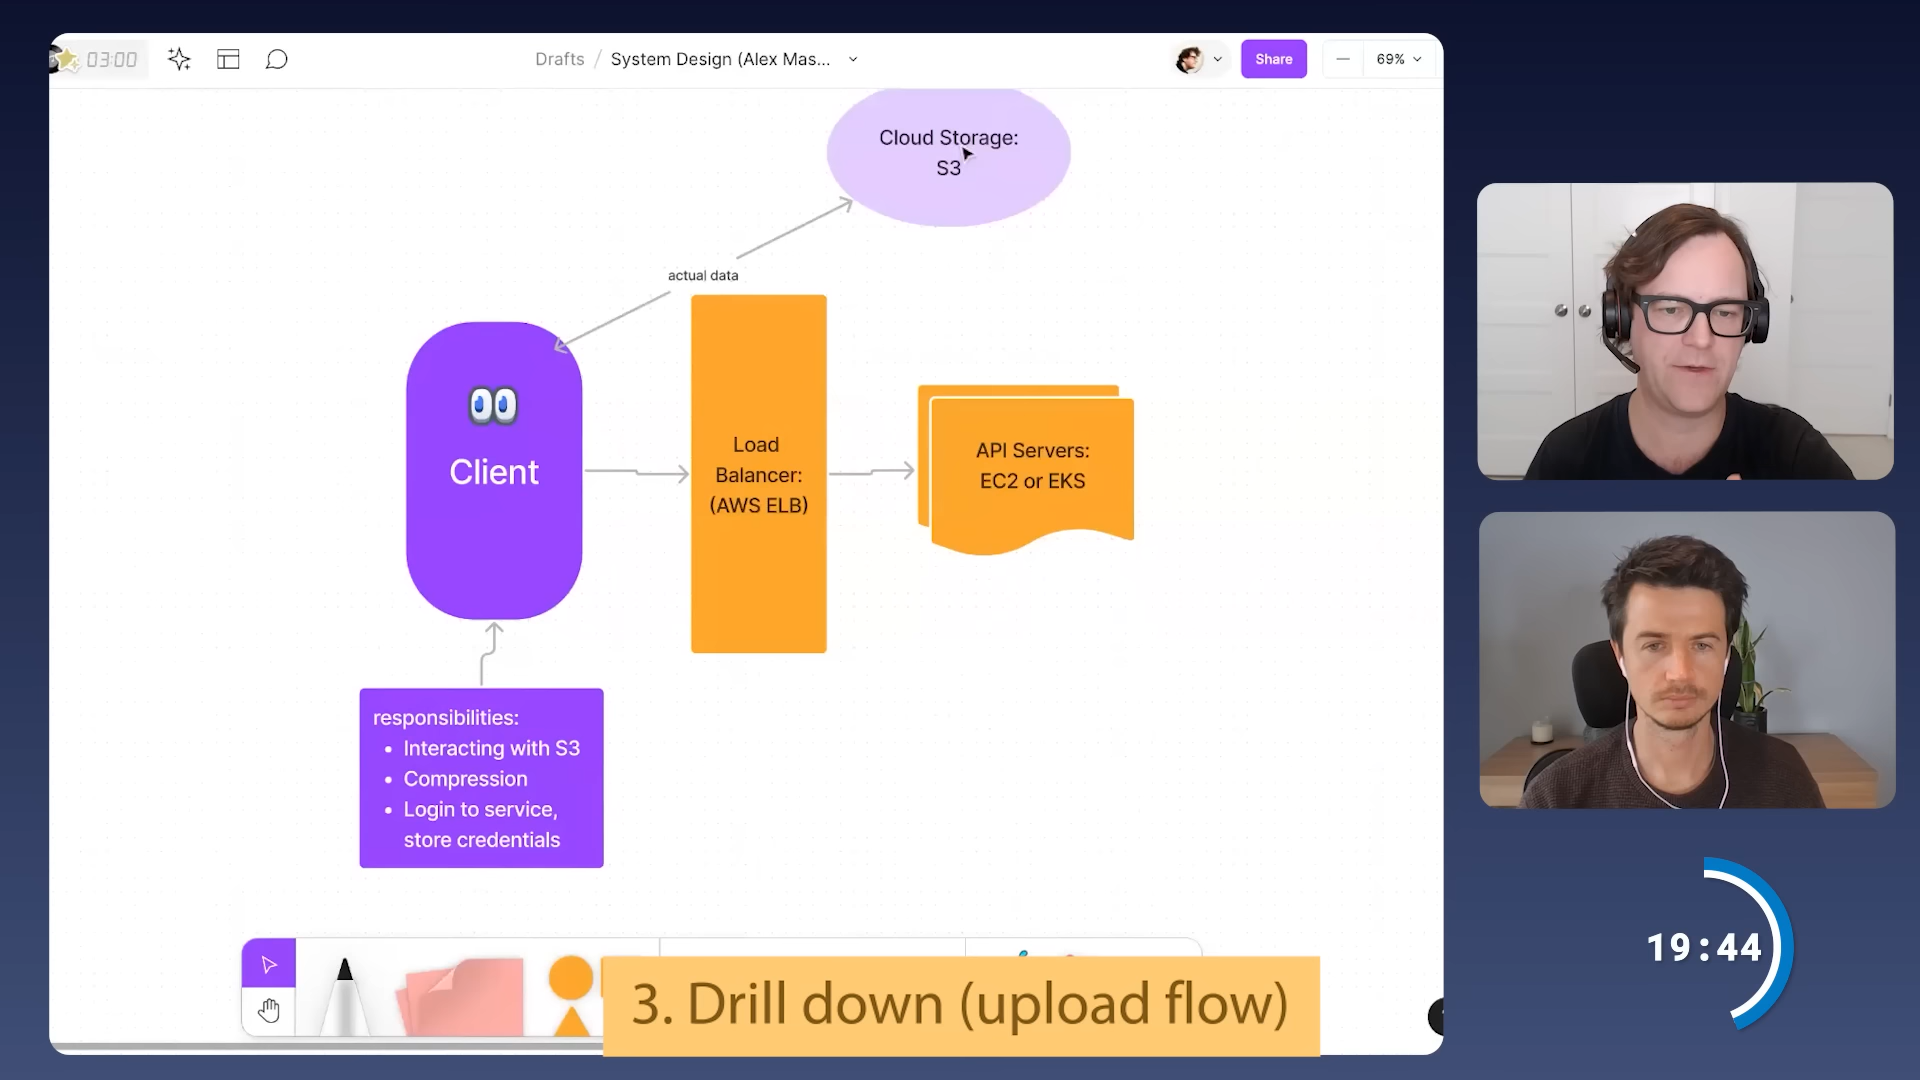 03:00
Drafts / System Design (Alex Mas...
Share
69%
Cloud Storage:
S3
actual data
Client
Load
Balancer:
(AWS ELB)
API Servers:
EC2 or EKS
responsibilities:
• Interacting with S3
• Compression
• Login to service,
store credentials
3. Drill down (upload flow)
19:44